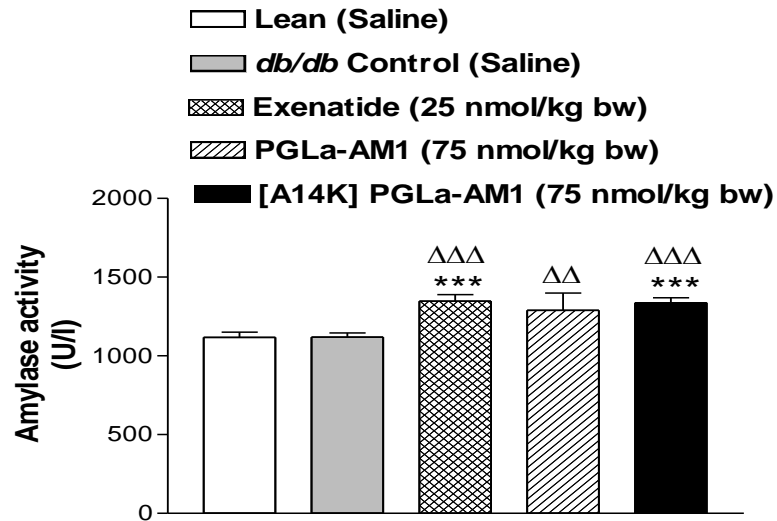 Lean (Saline)
db/db Control (Saline)
Exenatide (25 nmol/kg bw)
PGLa-AM1 (75 nmol/kg bw)
[A14K] PGLa-AM1 (75 nmol/kg bw)
Amylase activity
(U/l)
2000
1500
1000
500
0
ΔΔΔ
***
ΔΔ
ΔΔΔ
***